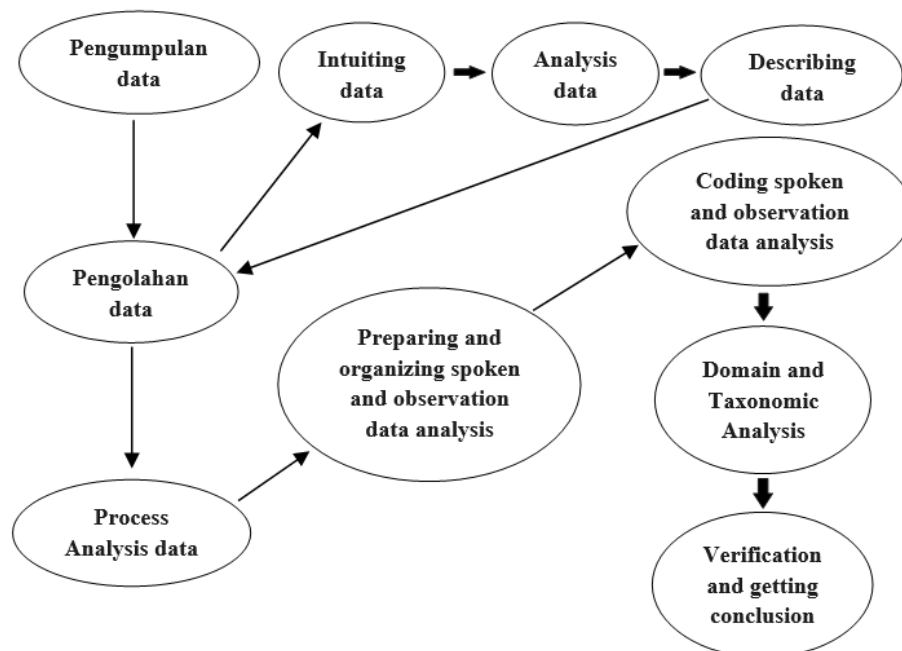 Pengumpulan
data
Intuiting
data
Analysis
data
Describing
data
Pengolahan
data
Coding spoken
and observation
data analysis
Preparing and
organizing spoken
and observation
data analysis
Domain and
Taxonomic
Analysis
Process
Analysis data
Verification
and getting
conclusion